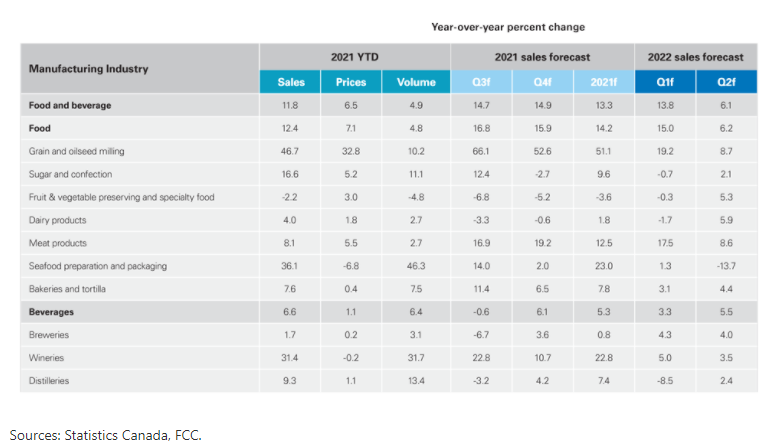 Year-over-year percent change
Manufacturing Industry 2021 YTD 2021 sales forecast 2022 sales forecast
Sales Prices Volume Q3f Q4f 2021f Q1f Q2f
Food and beverage 11.8 6.5 4.9 14.7 14.9 13.3 13.8 6.1
Food 12.4 7.1 4.8 16.8 15.9 14.2 15.0 6.2
Grain and oilseed milling 46.7 32.8 10.2 66.1 52.6 51.1 19.2 8.7
Sugar and confection 16.6 5.2 11.1 12.4 -2.7 9.6 -0.7 2.1
Fruit & vegetable preserving and specialty food -2.2 3.0 -4.8 -6.8 -5.2 -3.6 -0.3 5.3
Dairy products 4.0 1.8 2.7 -3.3 -0.6 1.8 -1.7 5.9
Meat products 8.1 5.5 2.7 16.9 19.2 12.5 17.5 8.6
Seafood preparation and packaging 36.1 -6.8 46.3 14.0 2.0 23.0 1.3 -13.7
Bakeries and tortilla 7.6 0.4 7.5 11.4 6.5 7.8 3.1 4.4
Beverages 6.6 1.1 6.4 -0.6 6.1 5.3 3.3 5.5
Breweries 1.7 0.2 3.1 -6.7 3.6 0.8 4.3 4.0
Wineries 31.4 -0.2 31.7 22.8 10.7 22.8 5.0 3.5
Distilleries 9.3 1.1 13.4 -3.2 4.2 7.4 -8.5 2.4
Sources: Statistics Canada, FCC.